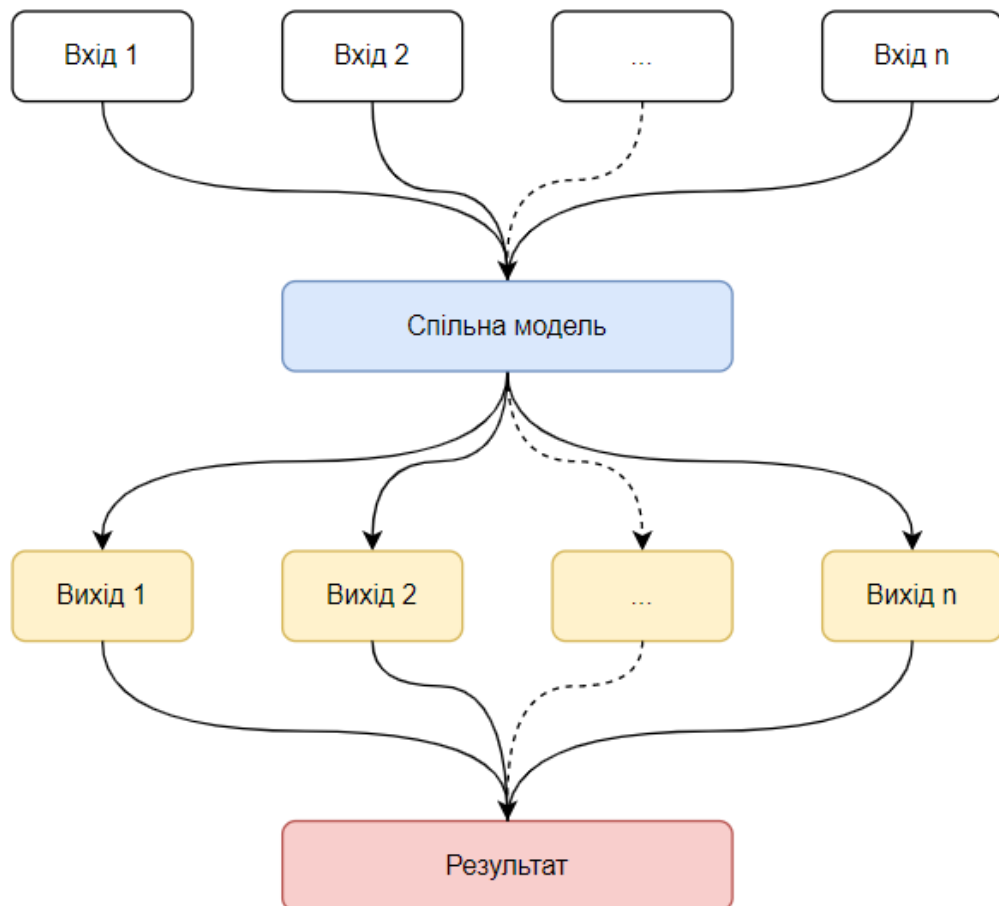 Вхід 1
Вхід 2
...
Вхід n
Спільна модель
Вихід 1
Вихід 2
...
Вихід n
Результат